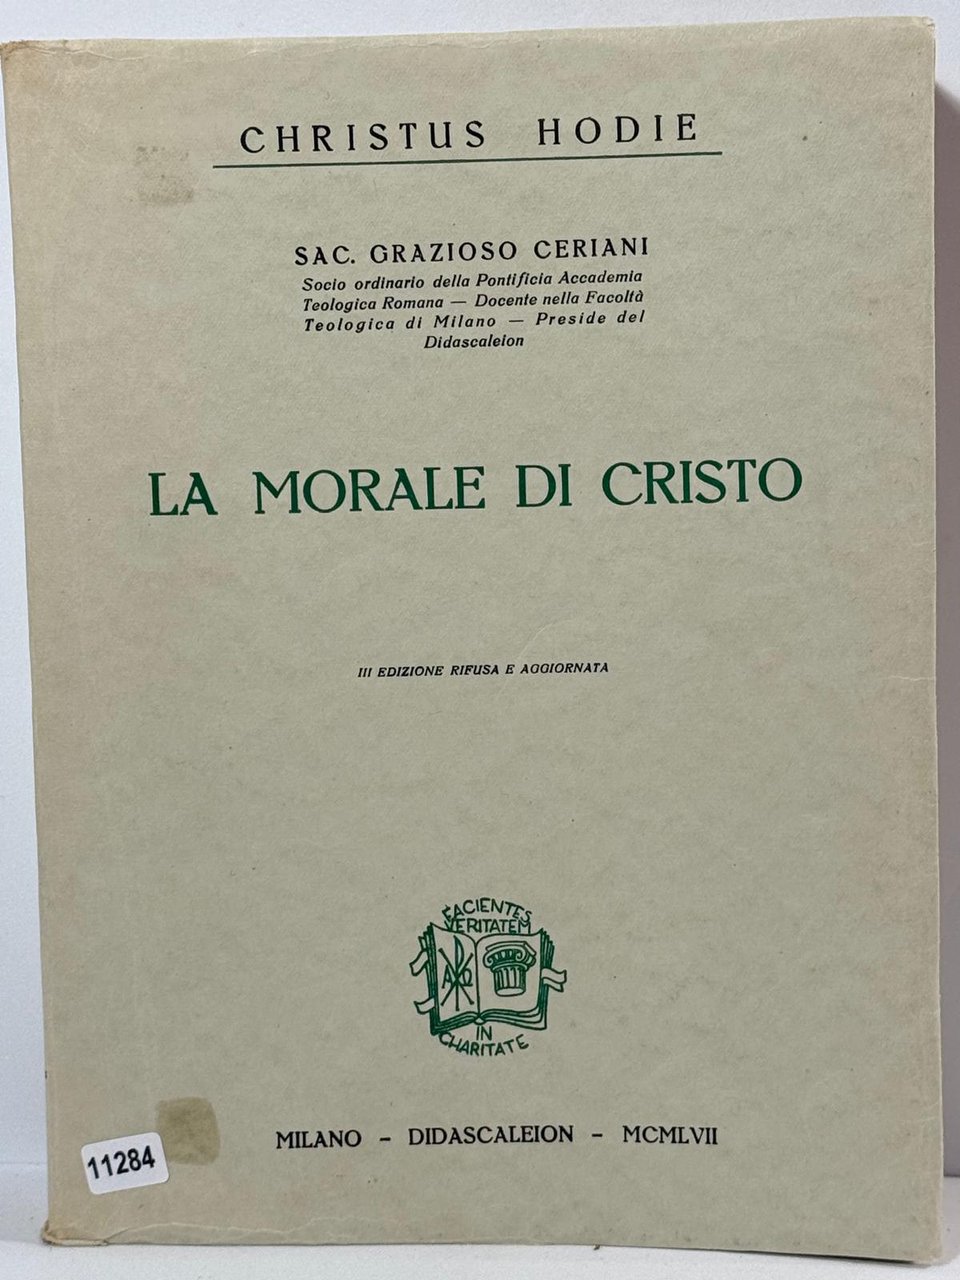 CHRISTUS HODIE
SAC. GRAZIOSO CERIANI
Socio ordinario della Pontificia Accademia
Teologica Romana — Docente nella Facoltà
Teologica di Milano — Preside del
Didascaleion
LA MORALE DI CRISTO
III EDIZIONE RIFUSA E AGGIORNATA
FACIENTES
VERITATEM
Α Ω
IN
CHARITATE
MILANO - DIDASCALEION - MCMLVII
11284